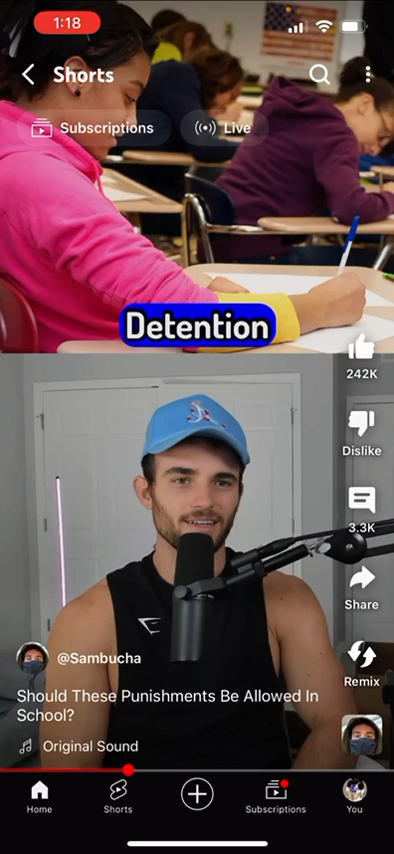 1:18
Shorts
Subscriptions
Live
Detention
242K
Dislike
3.3K
Share
Remix
@Sambucha
Should These Punishments Be Allowed In
School?
Original Sound
Home
Shorts
Subscriptions
You